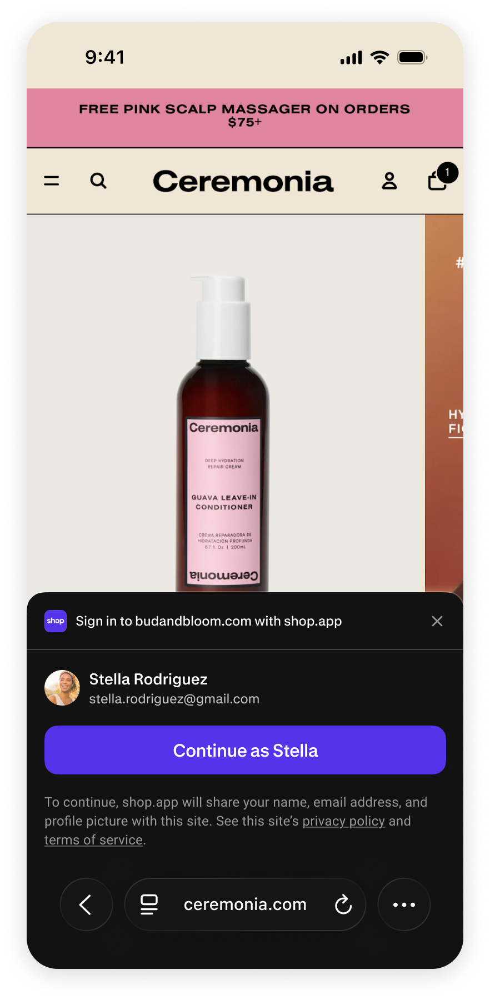 9:41
FREE PINK SCALP MASSAGER ON ORDERS
$75+
Ceremonia
1
#
HY
FIG
Ceremonia
DEEP HYDRATION
REPAIR CREAM
GUAVA LEAVE-IN
CONDITIONER
CREMA REPARADORA DE
HIDRATACIÓN PROFUNDA
6.7 fl. Oz | 200mL
Ceremonia
shop
Sign in to budandbloom.com with shop.app
Stella Rodriguez
stella.rodriguez@gmail.com
Continue as Stella
To continue, shop.app will share your name, email address, and
profile picture with this site. See this site’s privacy policy and
terms of service.
ceremonia.com